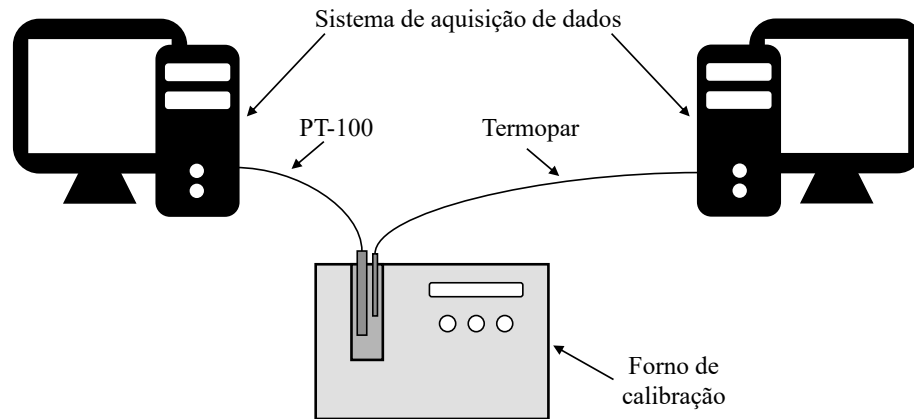 Sistema de aquisição de dados
PT-100
Termopar
Forno de
calibração